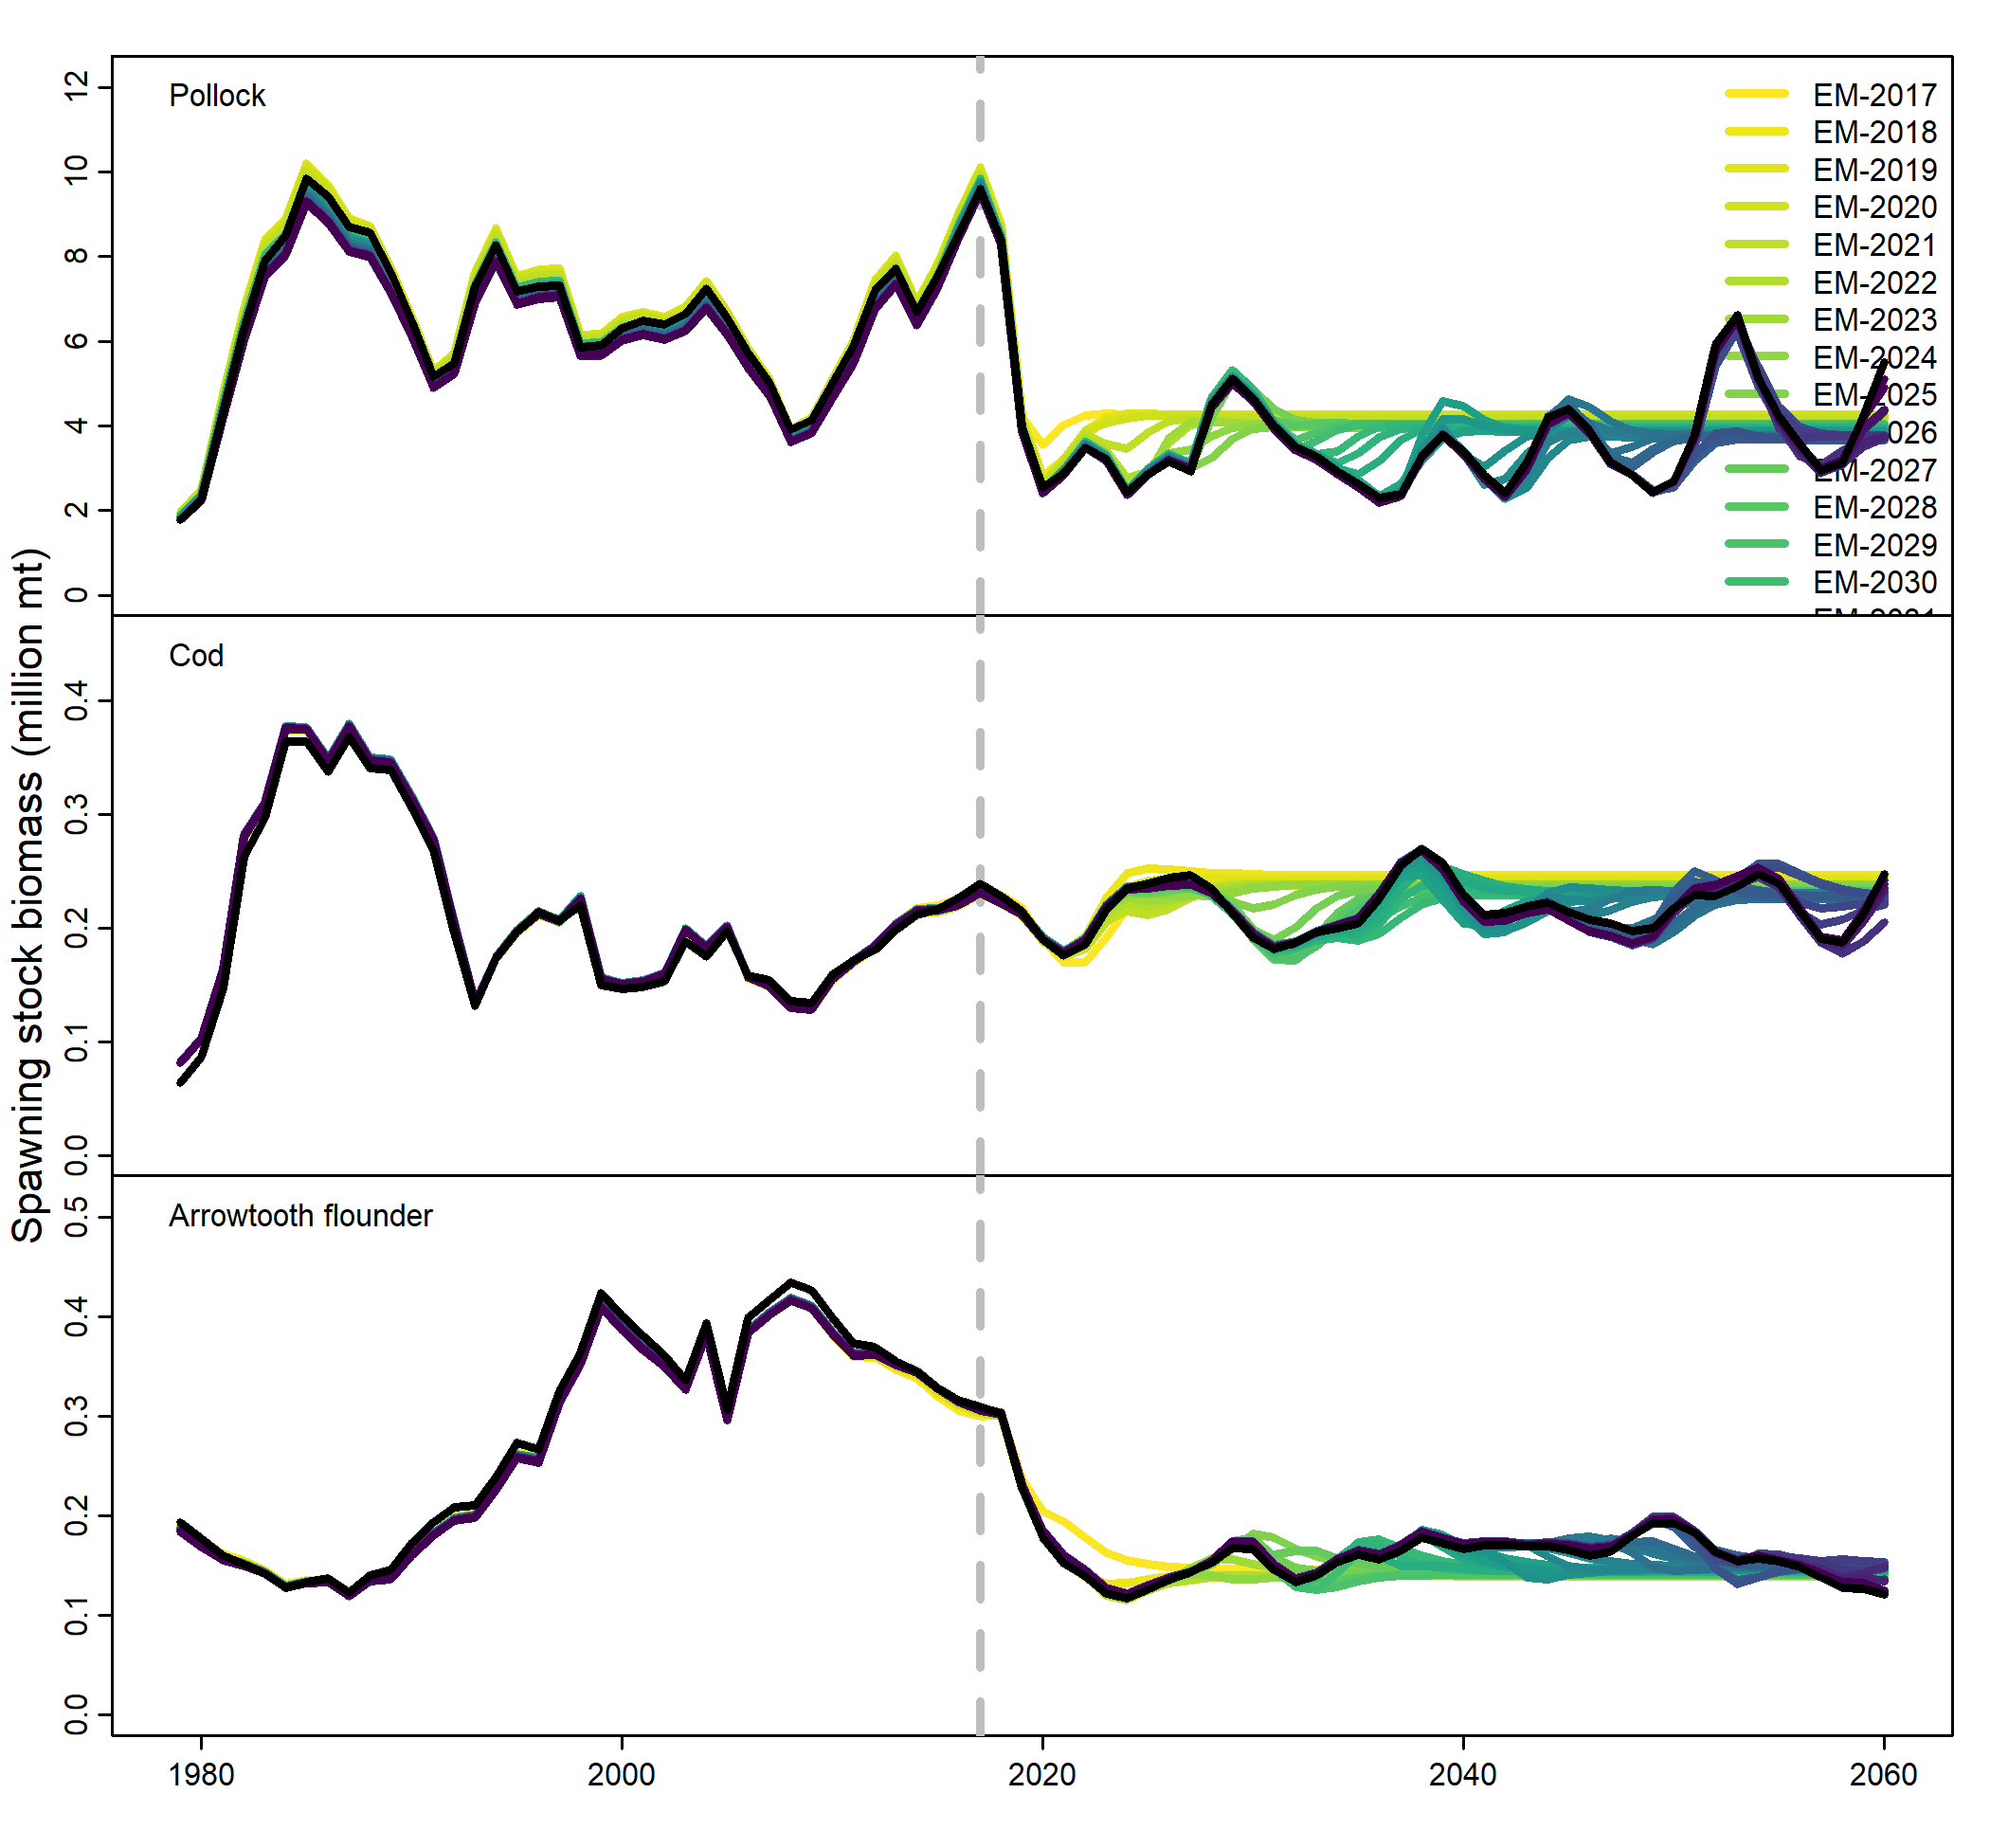 Pollock
EM-2017
EM-2018
EM-2019
EM-2020
EM-2021
EM-2022
EM-2023
EM-2024
EM-2025
026
EM-2027
EM-2028
EM-2029
EM-2030
12
10
8
6
4
2
0
Spawning stock biomass (million mt)
Cod
0.4
0.3
0.2
0.1
0.0
Arrowtooth flounder
0.5
0.4
0.3
0.2
0.1
0.0
1980
2000
2020
2040
2060